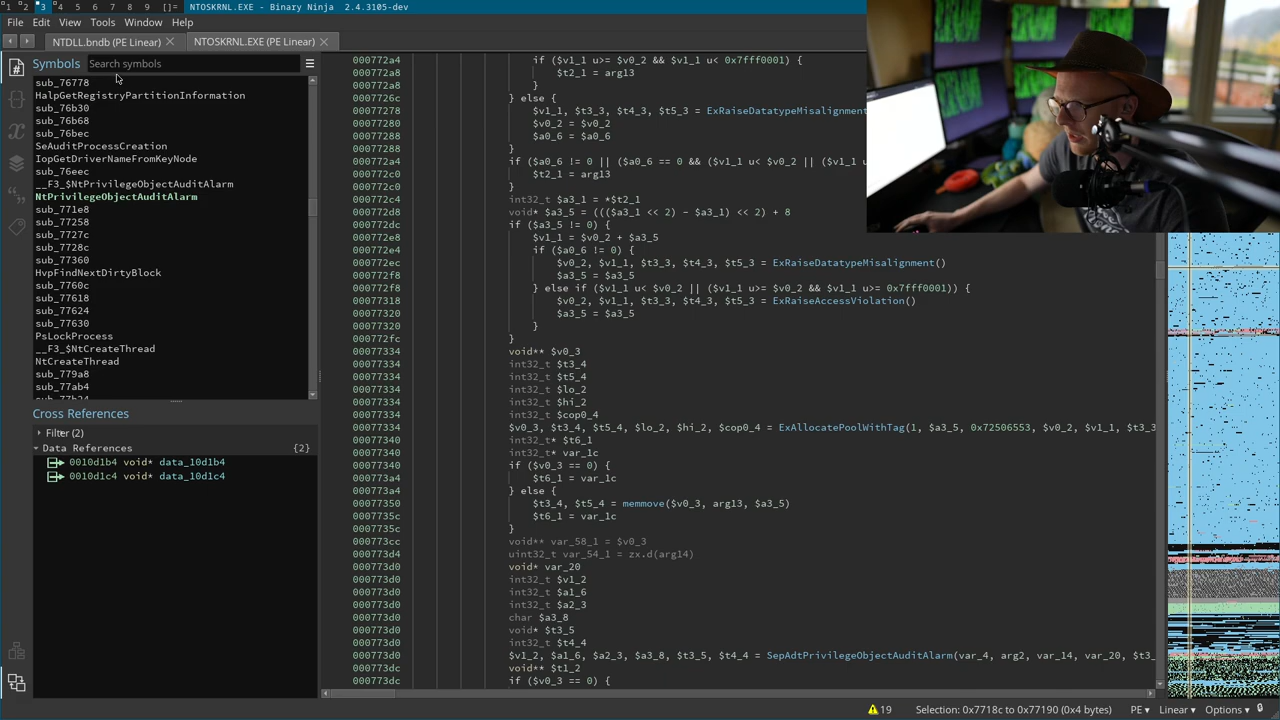 1 2 3 4 5 6 7 8 9 []= NTOSKRNL.EXE - Binary Ninja 2.4.3105-dev
File Edit View Tools Window Help
NTDLL.bndb (PE Linear) NTOSKRNL.EXE (PE Linear)
Symbols Search symbols
sub_76778
HalpGetRegistryPartitionInformation
sub_76b30
sub_76b68
sub_76bec
SeAuditProcessCreation
IopGetDriverNameFromKeyNode
sub_76eec
__F3_$NtPrivilegeObjectAuditAlarm
NtPrivilegeObjectAuditAlarm
sub_771e8
sub_77258
sub_7727c
sub_7728c
sub_77360
HvpFindNextDirtyBlock
sub_7760c
sub_77618
sub_77624
sub_77630
PsLockProcess
__F3_$NtCreateThread
NtCreateThread
sub_779a8
sub_77ab4
sub_77b24
Cross References
Filter (2)
Data References {2}
0010d1b4 void* data_10d1b4
0010d1c4 void* data_10d1c4
000772a4 if ($v1_1 u>= $v0_2 && $v1_1 u< 0x7fff0001) {
000772a8 $t2_1 = arg13
000772a8 }
0007726c } else {
00077278 $v1_1, $t3_3, $t4_3, $t5_3 = ExRaiseDatatypeMisalignment
00077280 $v0_2 = $v0_2
00077288 $a0_6 = $a0_6
00077288 }
000772a4 if ($a0_6 != 0 || ($a0_6 == 0 && ($v1_1 u< $v0_2 || ($v1_1 u
000772c0 $t2_1 = arg13
000772c0 }
000772c4 int32_t $a3_1 = *$t2_1
000772d8 void* $a3_5 = ((($a3_1 << 2) - $a3_1) << 2) + 8
000772dc if ($a3_5 != 0) {
000772e8 $v1_1 = $v0_2 + $a3_5
000772e4 if ($a0_6 != 0) {
000772ec $v0_2, $v1_1, $t3_3, $t4_3, $t5_3 = ExRaiseDatatypeMisalignment()
000772f8 $a3_5 = $a3_5
000772f8 } else if ($v1_1 u< $v0_2 || ($v1_1 u>= $v0_2 && $v1_1 u>= 0x7fff0001)) {
00077318 $v0_2, $v1_1, $t3_3, $t4_3, $t5_3 = ExRaiseAccessViolation()
00077320 $a3_5 = $a3_5
00077320 }
000772fc }
00077334 void** $v0_3
00077334 int32_t $t3_4
00077334 int32_t $t5_4
00077334 int32_t $lo_2
00077334 int32_t $hi_2
00077334 int32_t $cop0_4
00077334 $v0_3, $t3_4, $t5_4, $lo_2, $hi_2, $cop0_4 = ExAllocatePoolWithTag(1, $a3_5, 0x72506553, $v0_2, $v1_1, $t3_3
00077340 int32_t* $t6_1
00077340 int32_t* var_1c
00077340 if ($v0_3 == 0) {
000773a4 $t6_1 = var_1c
000773a4 } else {
00077350 $t3_4, $t5_4 = memmove($v0_3, arg13, $a3_5)
0007735c $t6_1 = var_1c
0007735c }
000773cc void** var_58_1 = $v0_3
000773d4 uint32_t var_54_1 = zx.d(arg14)
000773d0 void* var_20
000773d0 int32_t $v1_2
000773d0 int32_t $a1_6
000773d0 int32_t $a2_3
000773d0 char $a3_8
000773d0 void* $t3_5
000773d0 int32_t $t4_4
000773d0 $v1_2, $a1_6, $a2_3, $a3_8, $t3_5, $t4_4 = SepAdtPrivilegeObjectAuditAlarm(var_4, arg2, var_14, var_20, $t3_
000773dc void** $t1_2
000773dc if ($v0_3 == 0) {
19 Selection: 0x7718c to 0x77190 (0x4 bytes) PE Linear Options